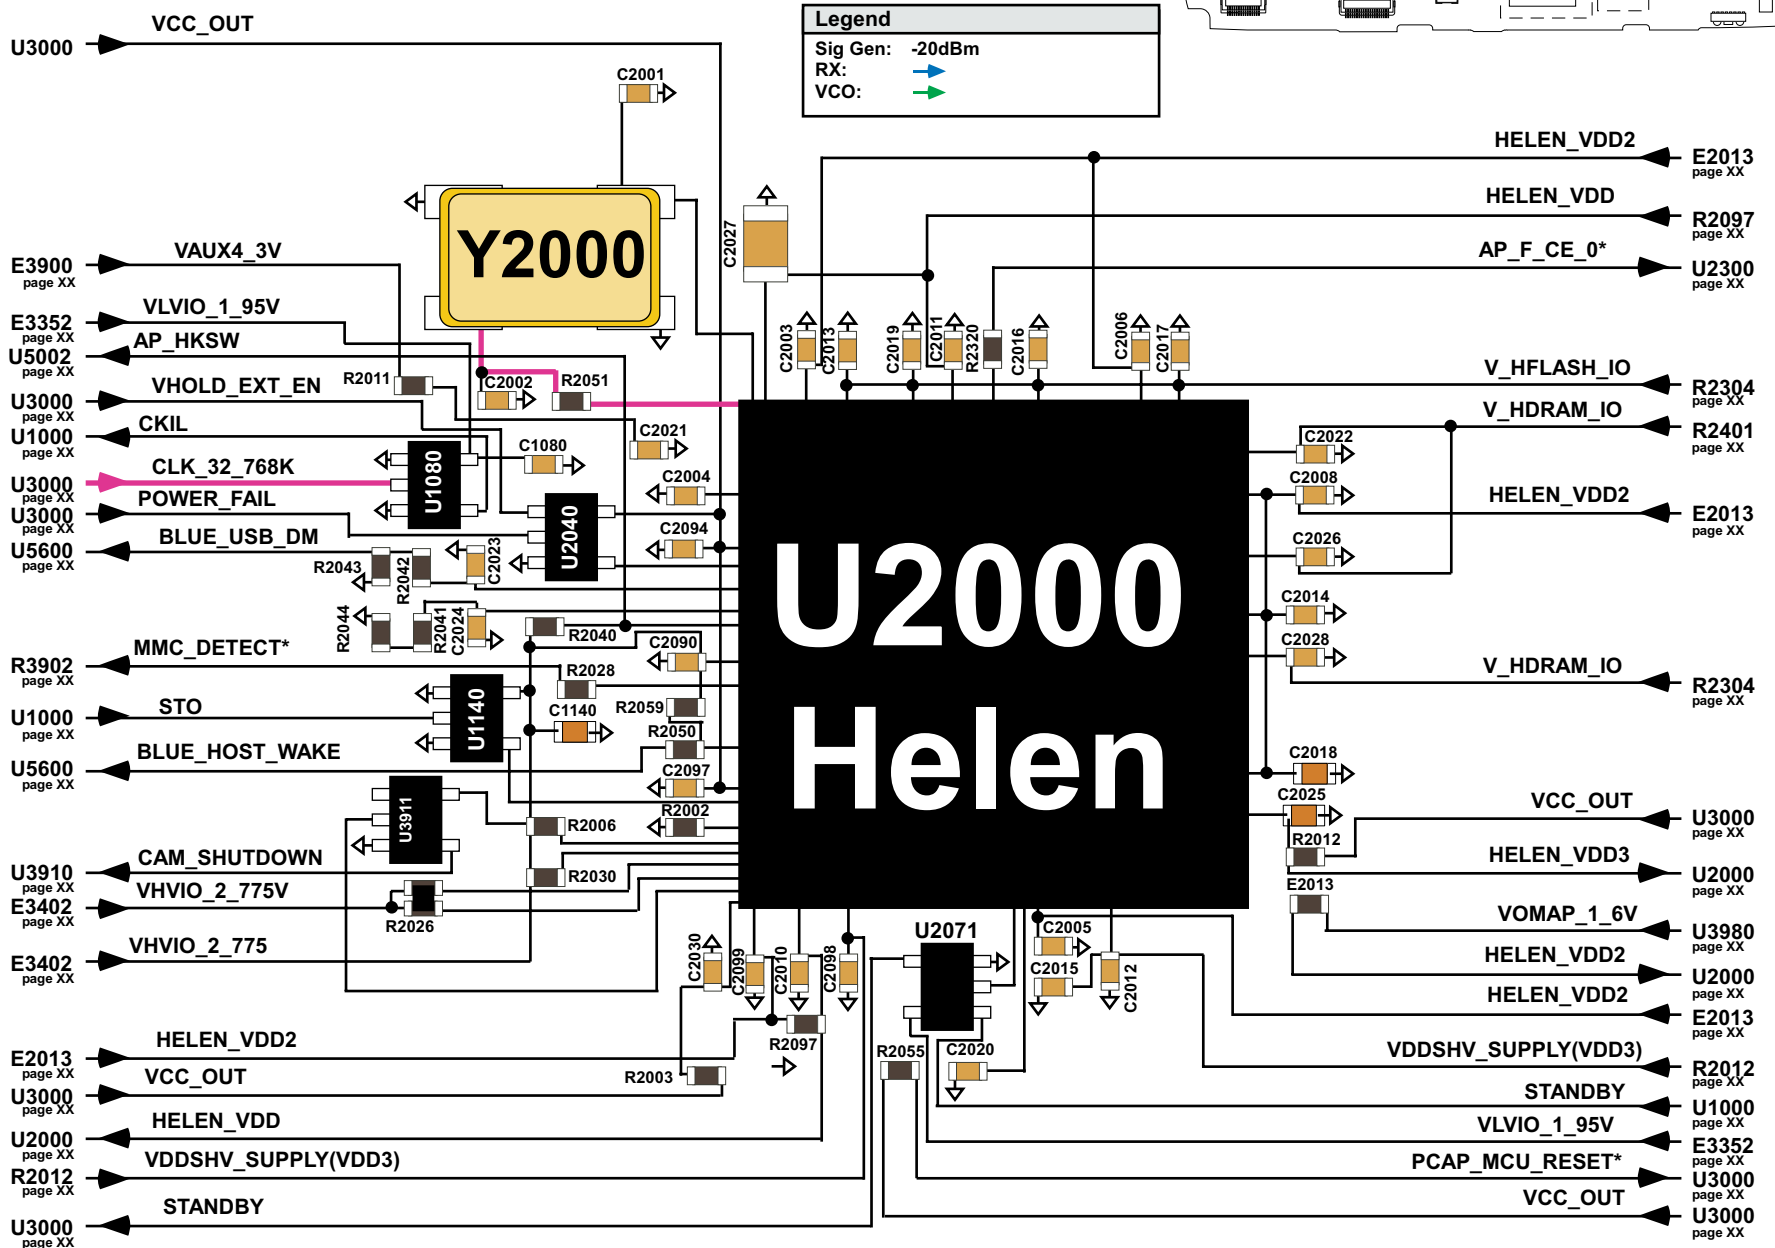 VCC_OUT
U3000
Legend
Sig Gen: -20dBm
RX:
VCO:
C2001
HELEN_VDD2
E2013
page XX
HELEN_VDD
R2097
page XX
AP_F_CE_0*
U2300
page XX
Y2000
C2027
VAUX4_3V
E3900
page XX
VLVIO_1_95V
E3352
page XX
AP_HKSW
U5002
page XX
R2011
C2002
R2051
C2003
C2013
C2019
C2011
R2320
C2016
C2006
C2017
V_HFLASH_IO
R2304
page XX
VHOLD_EXT_EN
U3000
page XX
V_HDRAM_IO
R2401
page XX
CKIL
U1000
page XX
C2021
C1080
U1080
C2022
CLK_32_768K
U3000
page XX
C2004
C2008
HELEN_VDD2
E2013
page XX
POWER_FAIL
U3000
page XX
U2040
C2094
C2026
BLUE_USB_DM
U5600
page XX
R2043
R2042
C2023
U2000
Helen
C2014
R2044
R2041
C2024
R2040
C2090
C2028
MMC_DETECT*
R3902
page XX
R2028
V_HDRAM_IO
R2304
page XX
STO
U1000
page XX
U1140
C1140
R2059
R2050
BLUE_HOST_WAKE
U5600
page XX
C2097
C2018
C2025
U3911
R2006
R2002
VCC_OUT
U3000
page XX
R2012
CAM_SHUTDOWN
U3910
page XX
R2030
HELEN_VDD3
U2000
page XX
VHVIO_2_775V
E3402
page XX
R2026
E2013
VOMAP_1_6V
U3980
page XX
VHVIO_2_775
E3402
page XX
C2030
C2099
C2010
C2098
U2071
C2005
C2015
C2012
HELEN_VDD2
U2000
page XX
HELEN_VDD2
E2013
page XX
HELEN_VDD2
E2013
page XX
R2097
R2055
C2020
VDDSHV_SUPPLY(VDD3)
R2012
page XX
VCC_OUT
U3000
page XX
R2003
STANDBY
U1000
page XX
HELEN_VDD
U2000
page XX
VLVIO_1_95V
E3352
page XX
VDDSHV_SUPPLY(VDD3)
R2012
page XX
PCAP_MCU_RESET*
U3000
page XX
STANDBY
U3000
page XX
VCC_OUT
U3000
page XX